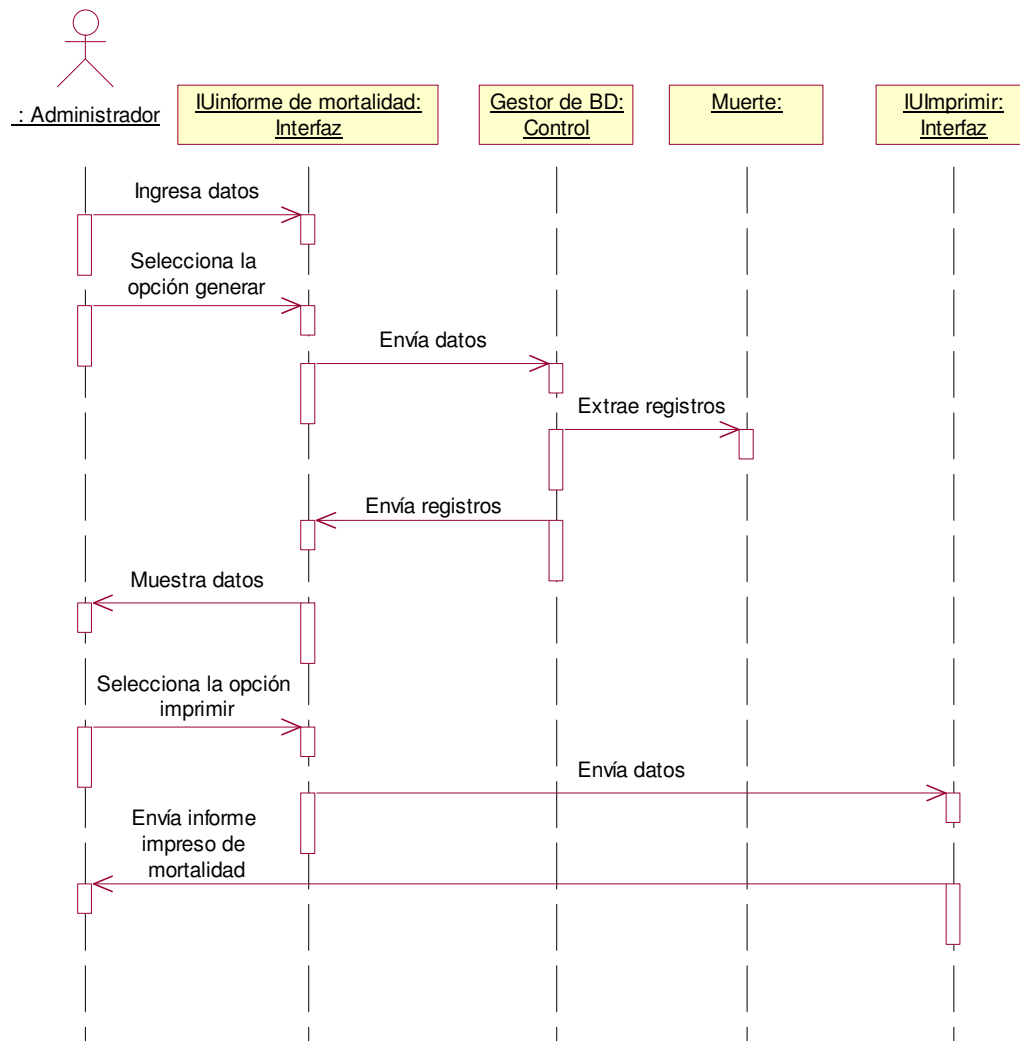 : Administrador
IUinforme de mortalidad:
Interfaz
Gestor de BD:
Control
Muerte:
IUImprimir:
Interfaz
Ingresa datos
Selecciona la
opción generar
Envía datos
Extrae registros
Envía registros
Muestra datos
Selecciona la opción
imprimir
Envía datos
Envía informe
impreso de
mortalidad